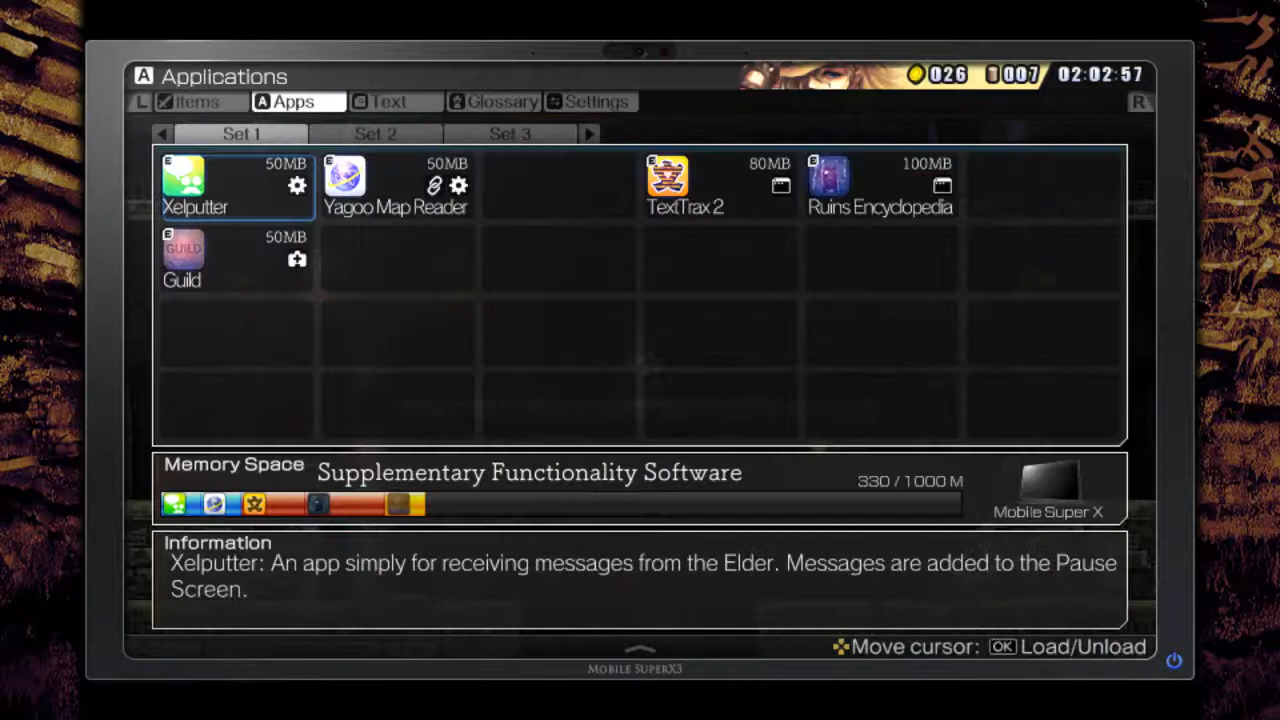 A Applications
026 007 02:02:57
L Items A Apps Text Glossary Settings R
Set 1 Set 2 Set 3
E 50MB E 50MB E 80MB E 100MB
Xelputter Yagoo Map Reader TextTrax 2 Ruins Encyclopedia
E GUILD 50MB
Guild
Memory Space Supplementary Functionality Software
330 / 1000 M
Mobile Super X
Information
Xelputter: An app simply for receiving messages from the Elder. Messages are added to the Pause
Screen.
Move cursor: OK Load/Unload
MOBILE SUPERX3